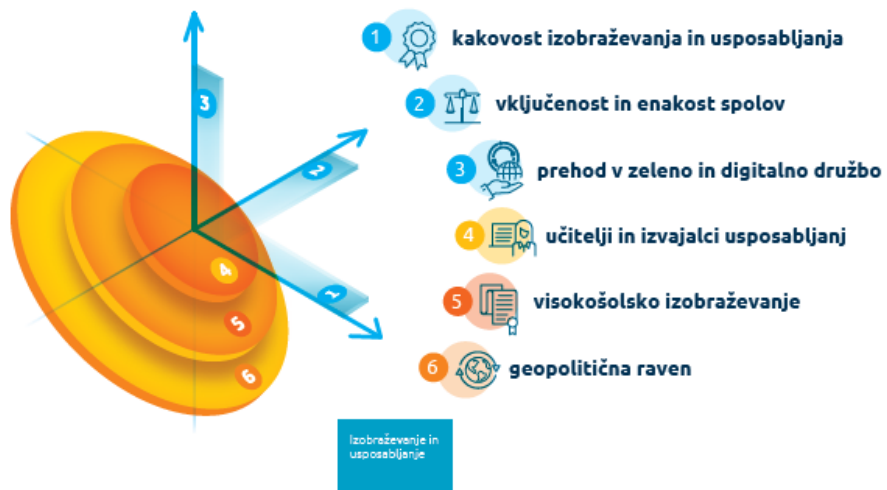 1 kakovost izobraževanja in usposabljanja
2 vključenost in enakost spolov
3 prehod v zeleno in digitalno družbo
4 učitelji in izvajalci usposabljanj
5 visokošolsko izobraževanje
6 geopolitična raven
3
2
1
4
5
6
Izobraževanje in
usposabljanje